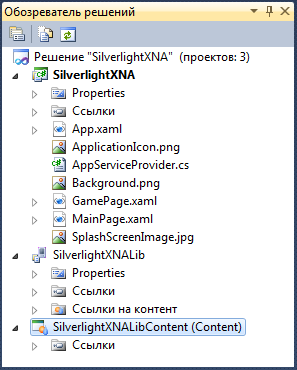 Обозреватель решений
Решение "SilverlightXNA" (проектов: 3)
SilverlightXNA
Properties
Ссылки
App.xaml
ApplicationIcon.png
AppServiceProvider.cs
Background.png
GamePage.xaml
MainPage.xaml
SplashScreenImage.jpg
SilverlightXNALib
Properties
Ссылки
Ссылки на контент
SilverlightXNALibContent (Content)
Ссылки